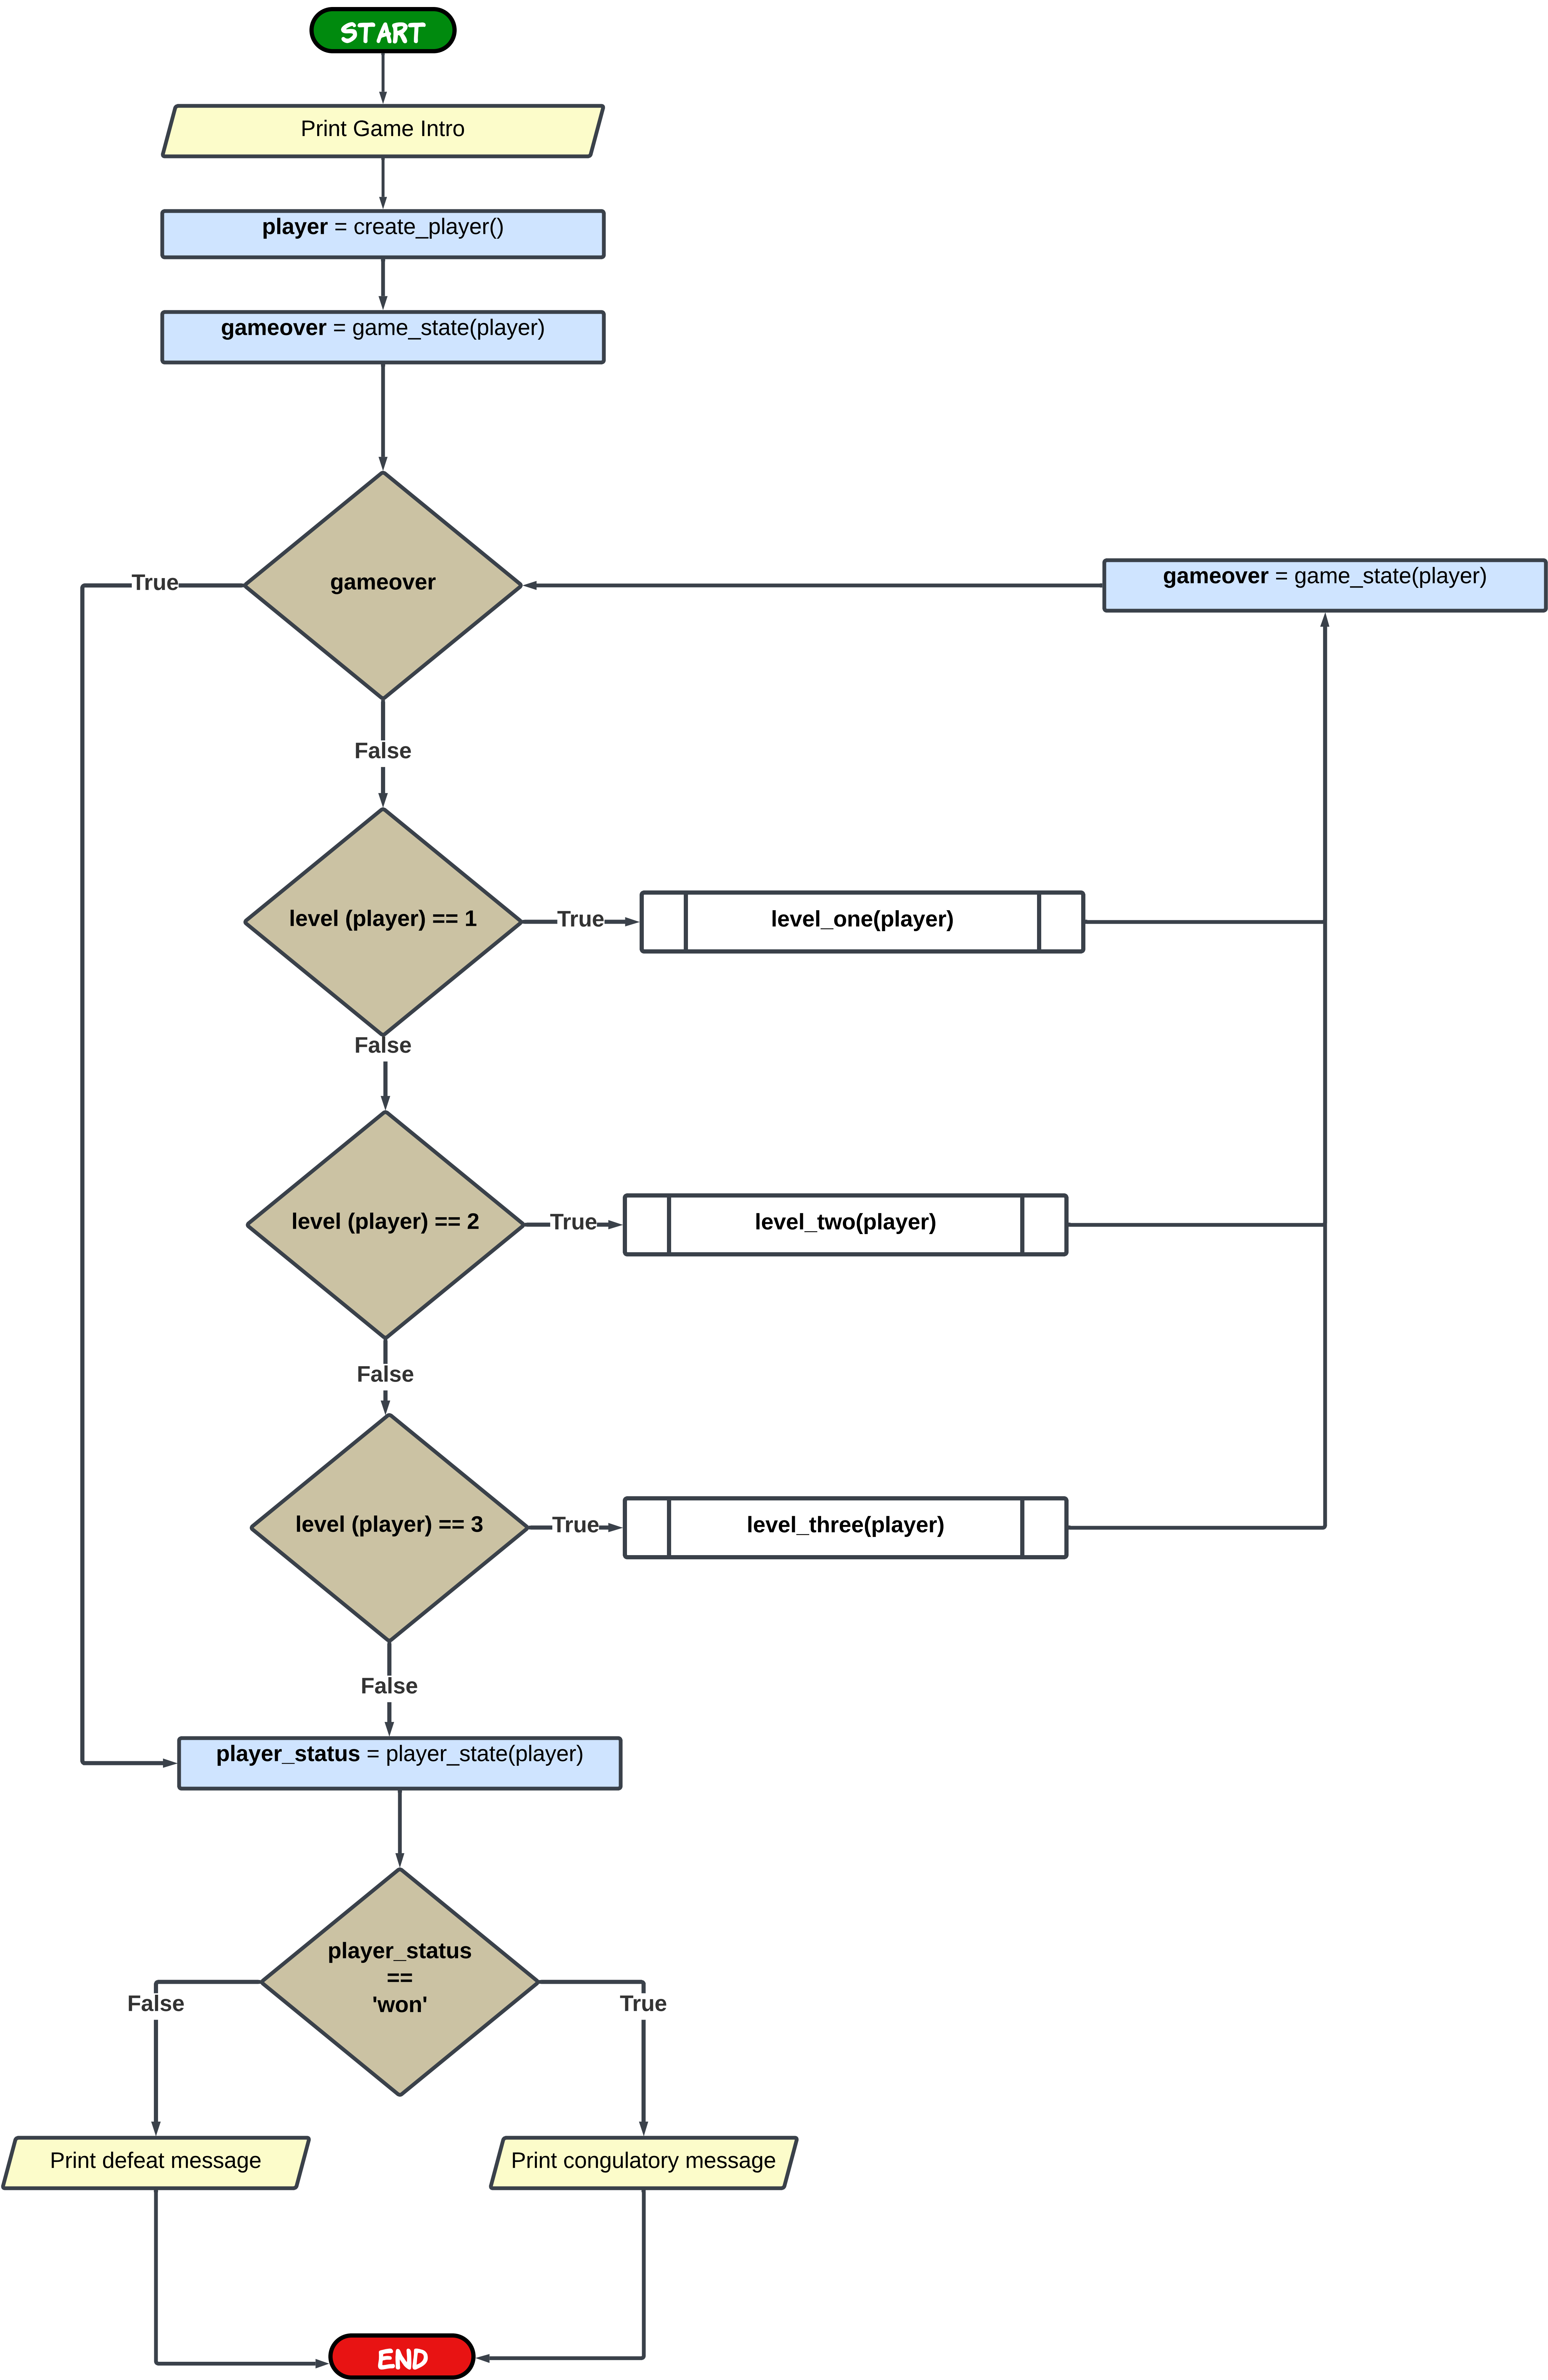 START
Print Game Intro
player = create_player()
gameover = game_state(player)
gameover
True
gameover = game_state(player)
False
level (player) == 1
True
level_one(player)
False
level (player) == 2
True
level_two(player)
False
level (player) == 3
True
level_three(player)
False
player_status = player_state(player)
player_status
==
'won'
False
True
Print defeat message
Print congulatory message
END